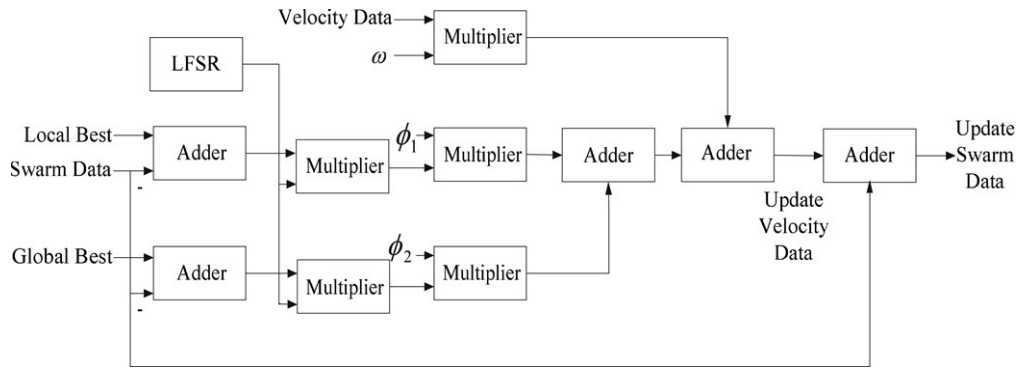 Velocity Data
ω
Multiplier
LFSR
Local Best
Swarm Data
-
Adder
Multiplier
ϕ1
Multiplier
Adder
Adder
Adder
Update
Swarm
Data
Update
Velocity
Data
Global Best
-
Adder
Multiplier
ϕ2
Multiplier